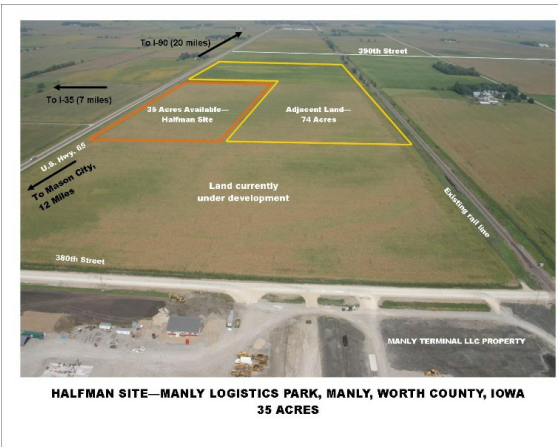 To I-90 (20 miles)
390th Street
To I-35 (7 miles)
35 Acres Available—
Halfman Site
Adjacent Land—
74 Acres
U.S. Hwy. 65
To Mason City,
12 Miles
Land currently
under development
Existing rail line
380th Street
MANLY TERMINAL LLC PROPERTY
HALFMAN SITE—MANLY LOGISTICS PARK, MANLY, WORTH COUNTY, IOWA
35 ACRES